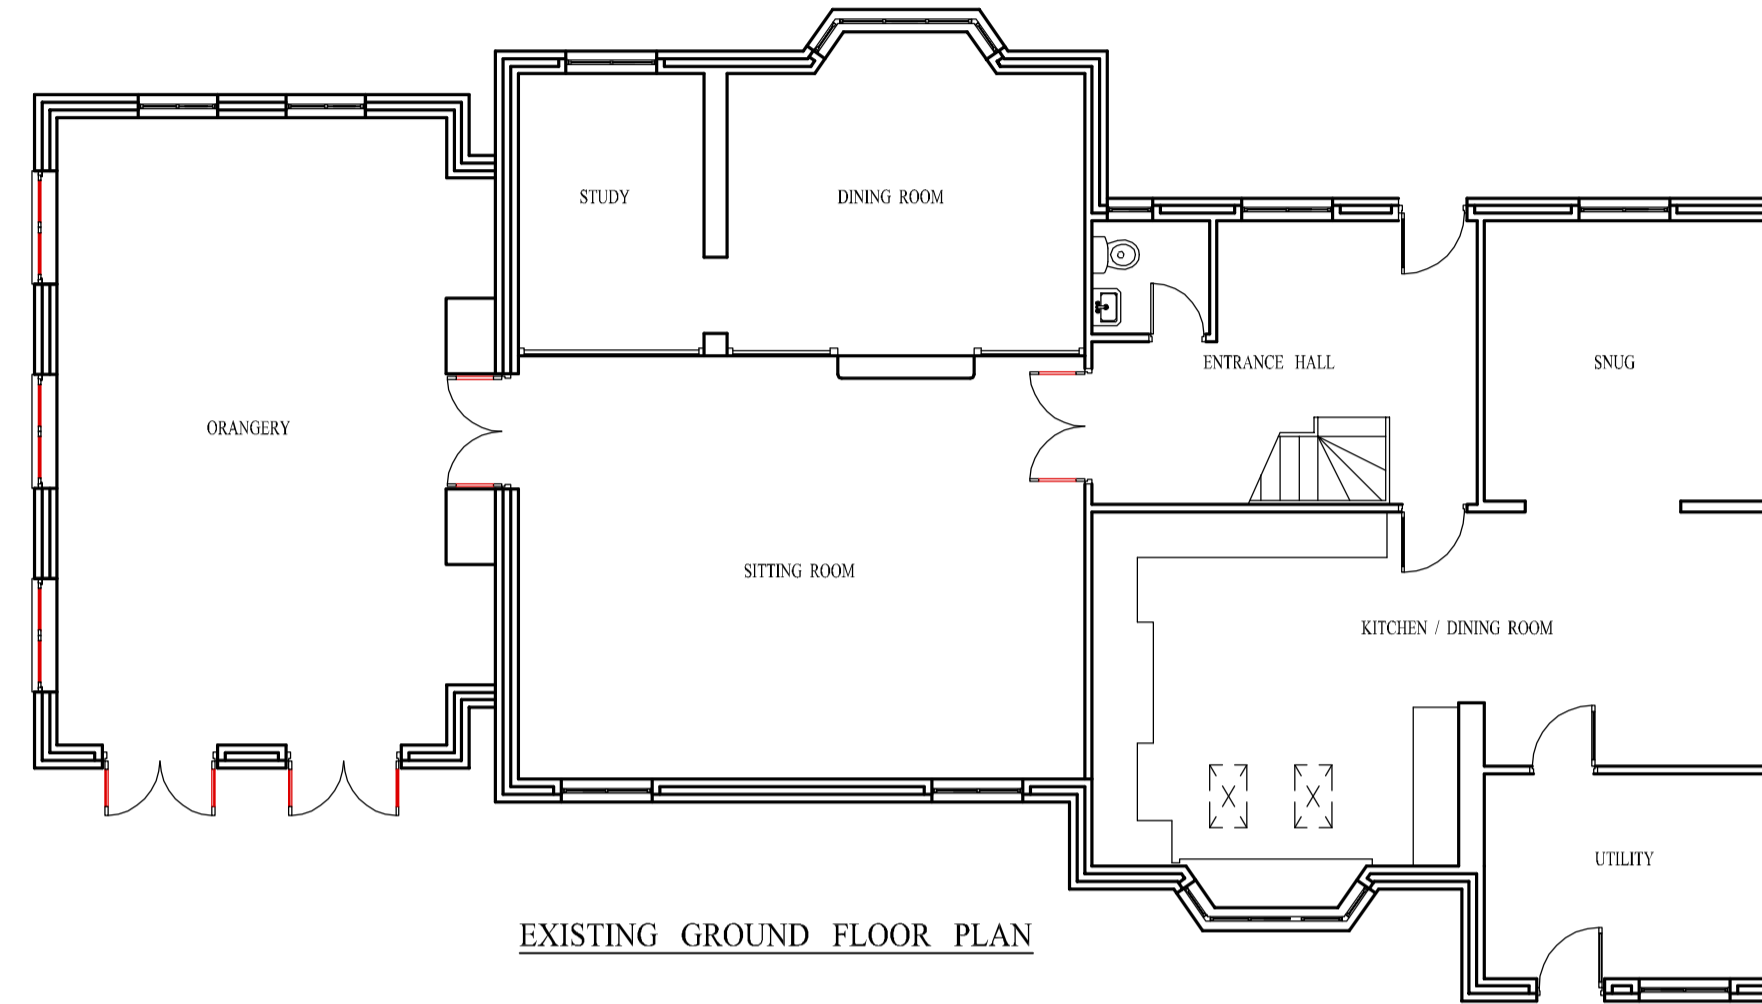 STUDY
DINING ROOM
ENTRANCE HALL
SNUG
ORANGERY
SITTING ROOM
KITCHEN / DINING ROOM
UTILITY
EXISTING GROUND FLOOR PLAN